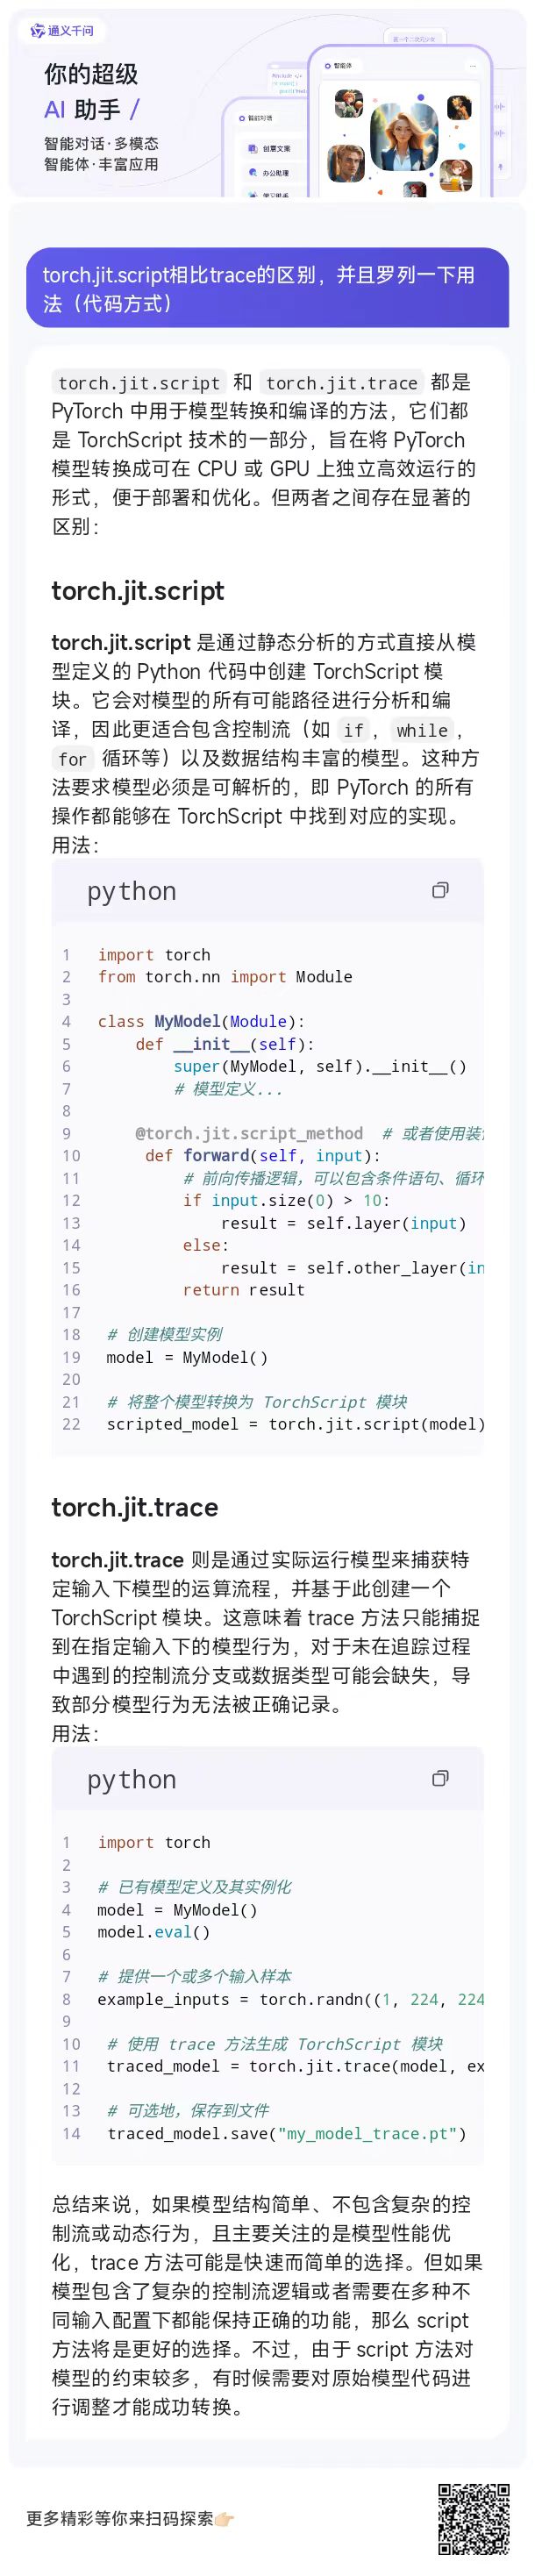 通义千问
你的超级
AI 助手 /
智能对话·多模态
智能体·丰富应用
智能体
智能对话
创意文案
办公助理
torch.jit.script相比trace的区别，并且罗列一下用
法（代码方式）
torch.jit.script 和 torch.jit.trace 都是
PyTorch 中用于模型转换和编译的方法，它们都
是 TorchScript 技术的一部分，旨在将 PyTorch
模型转换成可在 CPU 或 GPU 上独立高效运行的
形式，便于部署和优化。但两者之间存在显著的
区别：
torch.jit.script
torch.jit.script 是通过静态分析的方式直接从模
型定义的 Python 代码中创建 TorchScript 模
块。它会对模型的所有可能路径进行分析和编
译，因此更适合包含控制流（如 if，while，
for 循环等）以及数据结构丰富的模型。这种方
法要求模型必须是可解析的，即 PyTorch 的所有
操作都能够在 TorchScript 中找到对应的实现。
用法：
python
1 import torch
2 from torch.nn import Module
3
4 class MyModel(Module):
5     def __init__(self):
6         super(MyModel, self).__init__()
7         # 模型定义...
8
9     @torch.jit.script_method  # 或者使用装
10     def forward(self, input):
11         # 前向传播逻辑，可以包含条件语句、循环
12         if input.size(0) > 10:
13             result = self.layer(input)
14         else:
15             result = self.other_layer(in
16         return result
17
18 # 创建模型实例
19 model = MyModel()
20
21 # 将整个模型转换为 TorchScript 模块
22 scripted_model = torch.jit.script(model)
torch.jit.trace
torch.jit.trace 则是通过实际运行模型来捕获特
定输入下模型的运算流程，并基于此创建一个
TorchScript 模块。这意味着 trace 方法只能捕捉
到在指定输入下的模型行为，对于未在追踪过程
中遇到的控制流分支或数据类型可能会缺失，导
致部分模型行为无法被正确记录。
用法：
python
1 import torch
2
3 # 已有模型定义及其实例化
4 model = MyModel()
5 model.eval()
6
7 # 提供一个或多个输入样本
8 example_inputs = torch.randn((1, 224, 224
9
10 # 使用 trace 方法生成 TorchScript 模块
11 traced_model = torch.jit.trace(model, ex
12
13 # 可选地，保存到文件
14 traced_model.save("my_model_trace.pt")
总结来说，如果模型结构简单、不包含复杂的控
制流或动态行为，且主要关注的是模型性能优
化，trace 方法可能是快速而简单的选择。但如果
模型包含了复杂的控制流逻辑或者需要在多种不
同输入配置下都能保持正确的功能，那么 script
方法将是更好的选择。不过，由于 script 方法对
模型的约束较多，有时候需要对原始模型代码进
行调整才能成功转换。
更多精彩等你来扫码探索👉🏻